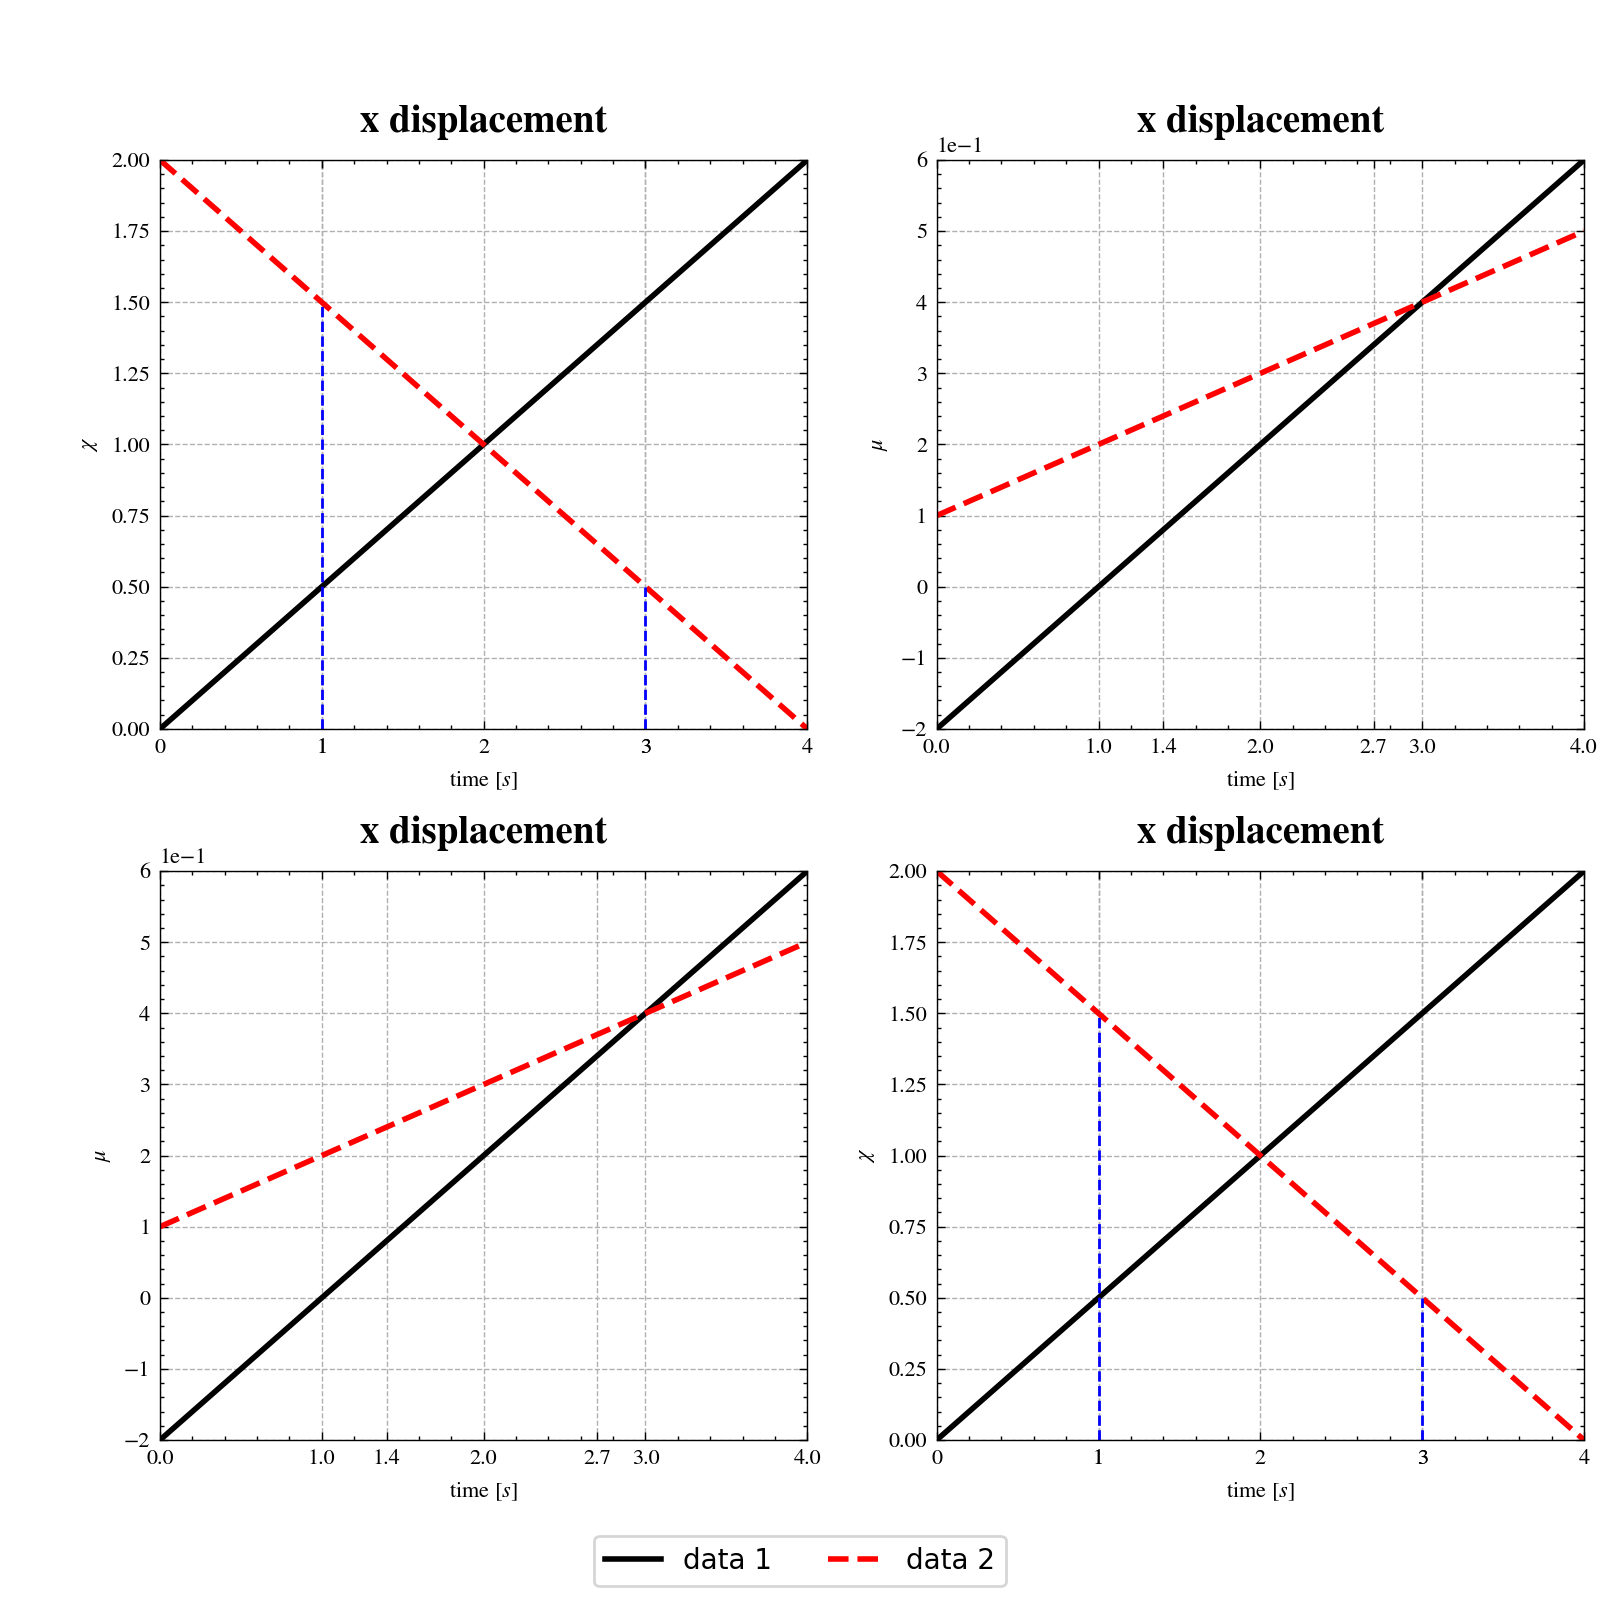 x displacement
2.00
1.75
1.50
1.25
1.00
0.75
0.50
0.25
0.00
χ
0 1 2 3 4
time [s]
x displacement
1e−1
6
5
4
3
2
1
0
−1
−2
μ
0.0 1.0 1.4 2.0 2.7 3.0 4.0
time [s]
x displacement
1e−1
6
5
4
3
2
1
0
−1
−2
μ
0.0 1.0 1.4 2.0 2.7 3.0 4.0
time [s]
x displacement
2.00
1.75
1.50
1.25
1.00
0.75
0.50
0.25
0.00
χ
0 1 2 3 4
time [s]
data 1 data 2